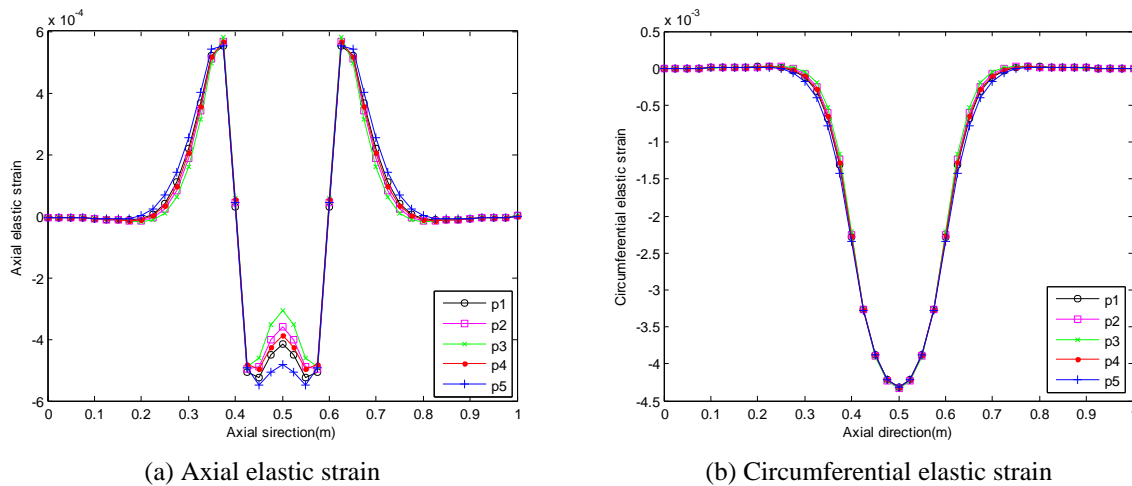 x 10^-4
6
4
2
0
-2
-4
-6
Axial elastic strain
0 0.1 0.2 0.3 0.4 0.5 0.6 0.7 0.8 0.9 1
Axial sirection(m)
p1
p2
p3
p4
p5
(a) Axial elastic strain
x 10^-3
0.5
0
-0.5
-1
-1.5
-2
-2.5
-3
-3.5
-4
-4.5
Circumferential elastic strain
0 0.1 0.2 0.3 0.4 0.5 0.6 0.7 0.8 0.9 1
Axial direction(m)
p1
p2
p3
p4
p5
(b) Circumferential elastic strain